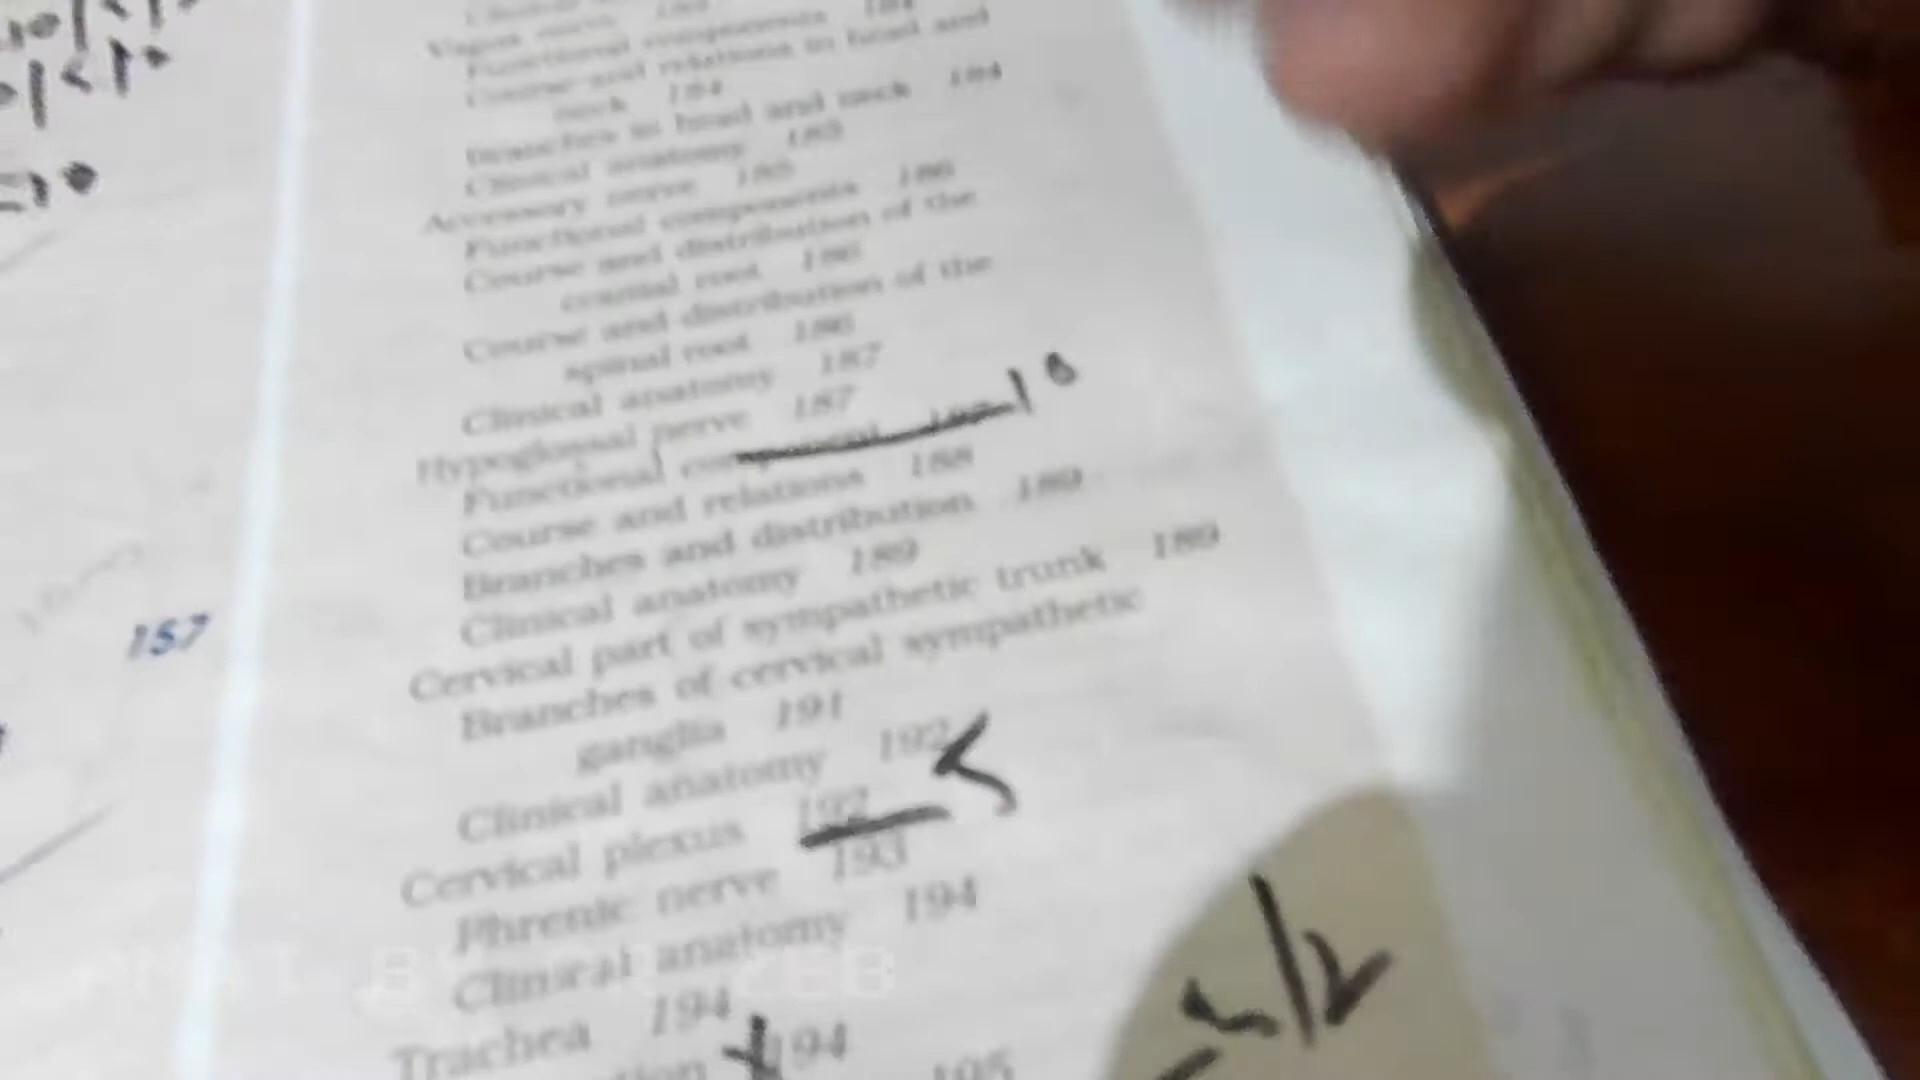 Vagus nerve
Functional components
Course and relations in head and
neck 184
Branches in head and neck 184
Clinical anatomy 185
Accessory nerve 185
Functional components 186
Course and distribution of the
cranial root 186
Course and distribution of the
spinal root 186
Clinical anatomy 187
Hypoglossal nerve 187
Functional component 187
Course and relations 188
Branches and distribution 189
Clinical anatomy 189
Cervical part of sympathetic trunk 189
Branches of cervical sympathetic
ganglia 191
Clinical anatomy 192
Cervical plexus 192
Phrenic nerve 193
Clinical anatomy 194
Trachea 194
194
195
157